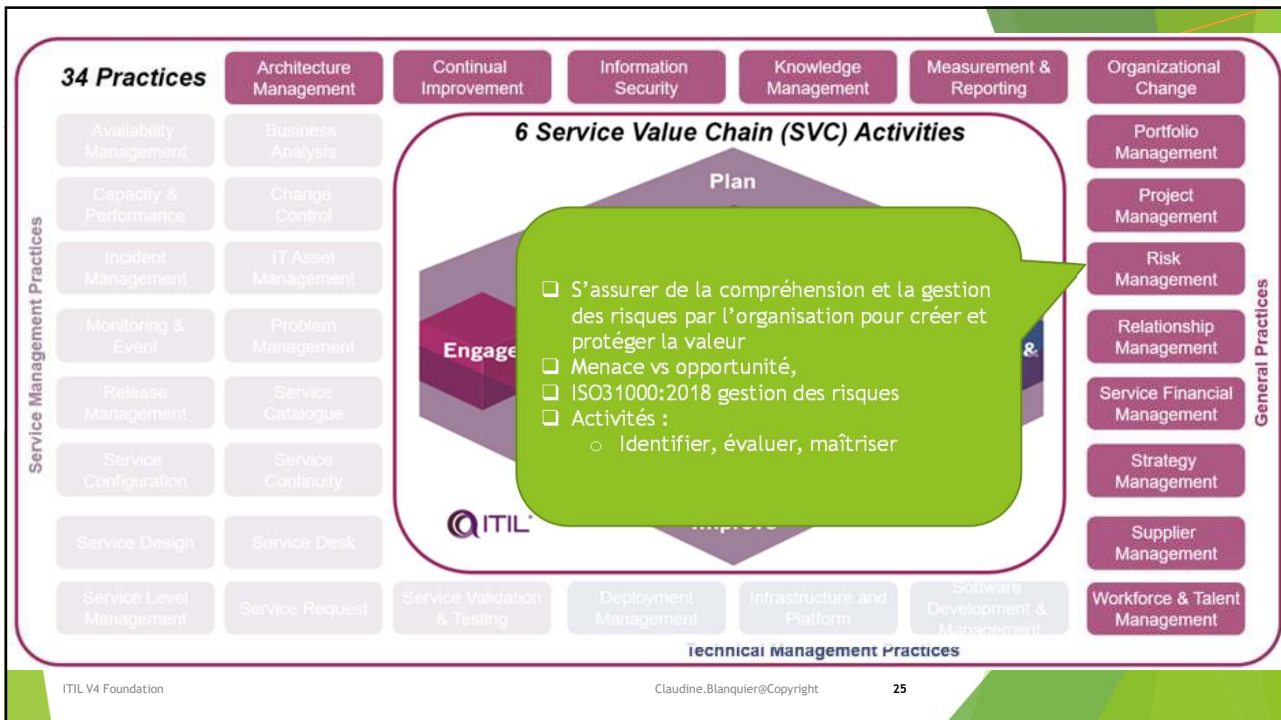 34 Practices
Architecture
Management
Continual
Improvement
Information
Security
Knowledge
Management
Measurement &
Reporting
Organizational
Change
Availability
Management
Business
Analysis
Capacity &
Performance
Change
Control
Incident
Management
IT Asset
Management
Monitoring &
Event
Problem
Management
Release
Management
Service
Catalogue
Service
Configuration
Service
Continuity
Service Design
Service Desk
Service Level
Management
Service Request
Service Validation
& Testing
Deployment
Management
Infrastructure and
Platform
Software
Development &
Management
Service Management Practices
6 Service Value Chain (SVC) Activities
Plan
Engage
&
Improve
❑ S’assurer de la compréhension et la gestion
des risques par l’organisation pour créer et
protéger la valeur
❑ Menace vs opportunité,
❑ ISO31000:2018 gestion des risques
❑ Activités :
o Identifier, évaluer, maîtriser
ITIL
Portfolio
Management
Project
Management
Risk
Management
Relationship
Management
Service Financial
Management
Strategy
Management
Supplier
Management
Workforce & Talent
Management
General Practices
Technical Management Practices
ITIL V4 Foundation
Claudine.Blanquier@Copyright
25